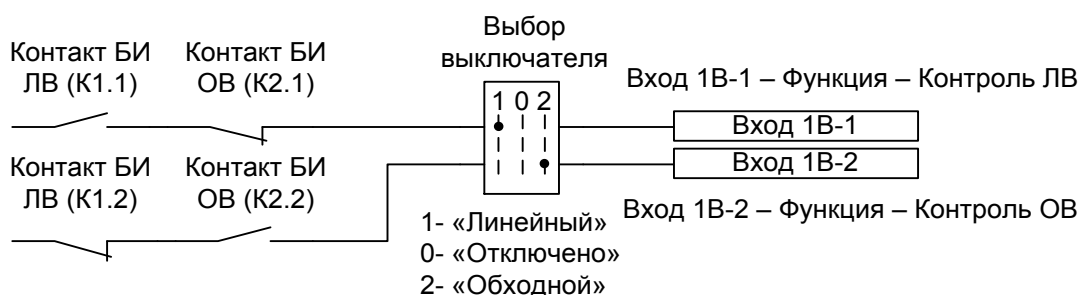 Выбор
выключателя
Контакт БИ
ЛВ (К1.1)
Контакт БИ
ОВ (К2.1)
Вход 1В-1 – Функция – Контроль ЛВ
1 0 2
Вход 1В-1
Вход 1В-2
Контакт БИ
ЛВ (К1.2)
Контакт БИ
ОВ (К2.2)
Вход 1В-2 – Функция – Контроль ОВ
1- «Линейный»
0- «Отключено»
2- «Обходной»